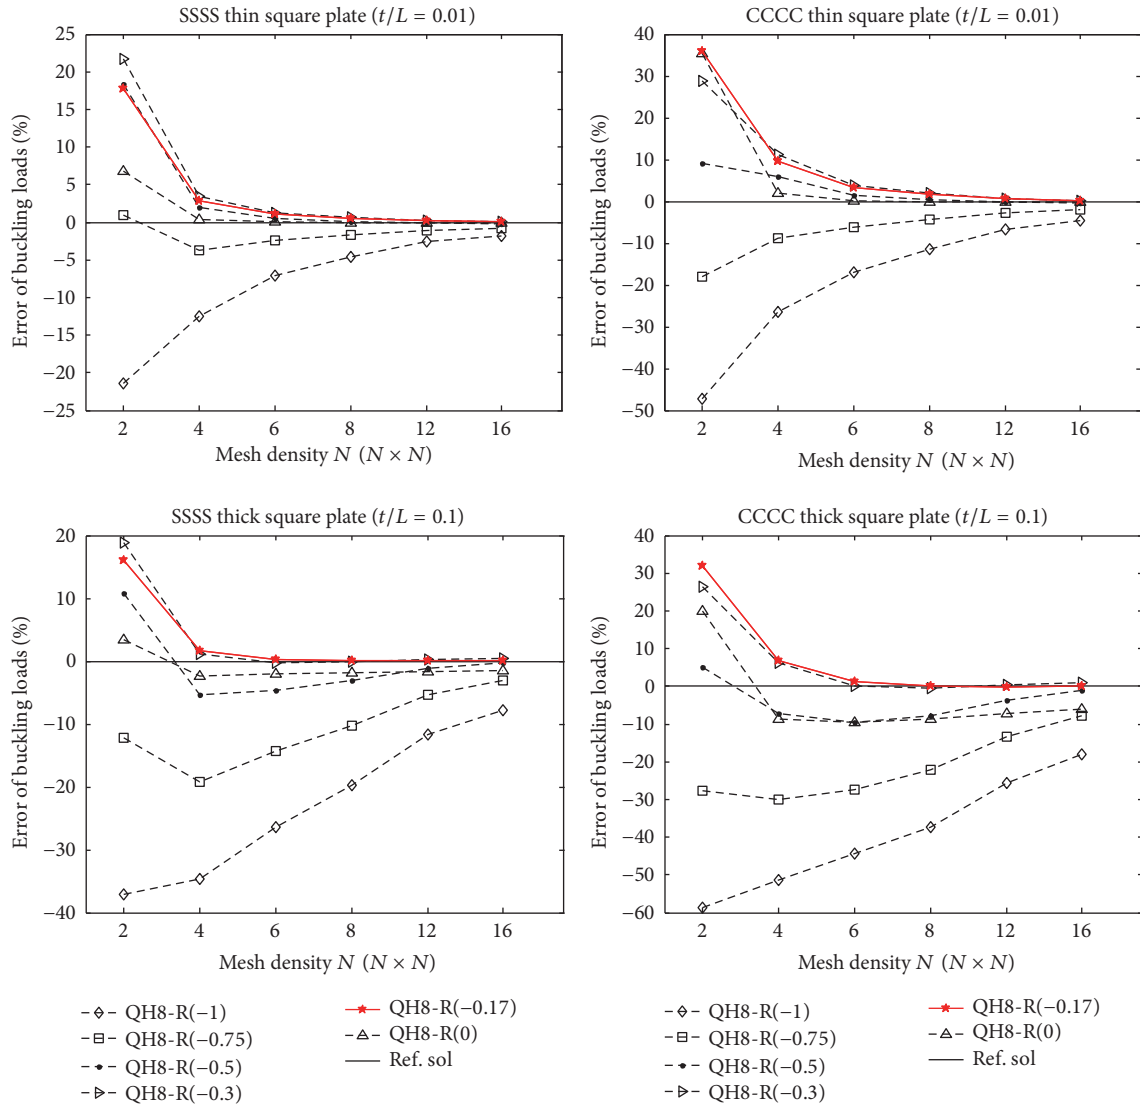 SSSS thin square plate (t/L = 0.01)
25
20
15
10
5
0
−5
−10
−15
−20
−25
Error of buckling loads (%)
2 4 6 8 12 16
Mesh density N (N × N)
CCCC thin square plate (t/L = 0.01)
40
30
20
10
0
−10
−20
−30
−40
−50
Error of buckling loads (%)
2 4 6 8 12 16
Mesh density N (N × N)
SSSS thick square plate (t/L = 0.1)
20
10
0
−10
−20
−30
−40
Error of buckling loads (%)
2 4 6 8 12 16
Mesh density N (N × N)
CCCC thick square plate (t/L = 0.1)
40
30
20
10
0
−10
−20
−30
−40
−50
−60
Error of buckling loads (%)
2 4 6 8 12 16
Mesh density N (N × N)
QH8-R(−1)
QH8-R(−0.75)
QH8-R(−0.5)
QH8-R(−0.3)
QH8-R(−0.17)
QH8-R(0)
Ref. sol
QH8-R(−1)
QH8-R(−0.75)
QH8-R(−0.5)
QH8-R(−0.3)
QH8-R(−0.17)
QH8-R(0)
Ref. sol